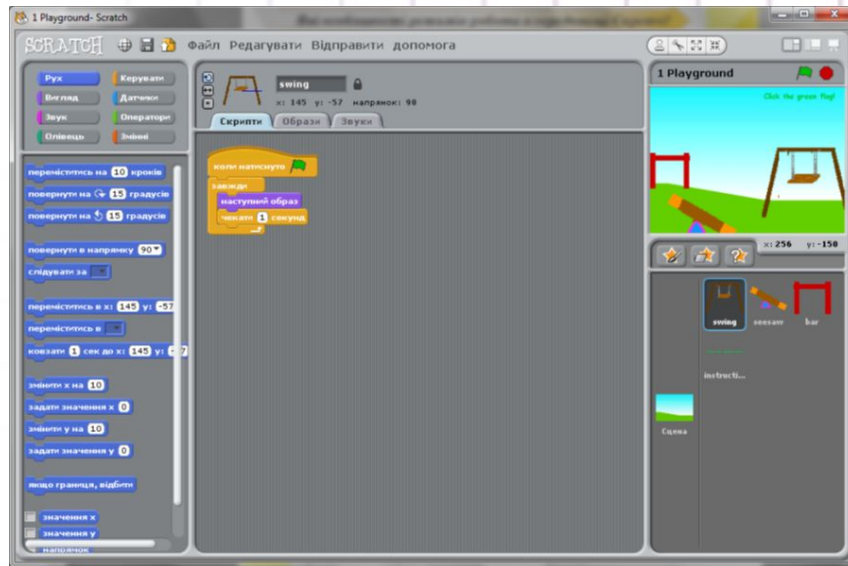 1 Playground- Scratch
SCRATCH Файл Редагувати Відправити допомога
Рух Керувати
Вигляд Датчики
Звук Оператори
Олівець Змінні
swing
x: 145 y: -57 напрямок: 90
Скрипти Образи Звуки
переміститись на 10 кроків
повернути на 15 градусів
повернути на 15 градусів
повернути в напрямку 90
слідувати за
переміститись в x: 145 y: -57
переміститись в
ковзати 1 сек до x: 145 y:
змінити x на 10
задати значення x 0
змінити y на 10
задати значення y 0
якщо границя, відбити
значення x
значення y
напрямок
коли натиснуто
завжди
наступний образ
чекати 1 секунд
1 Playground
Click the green flag!
x: 256 y: -150
swing seesaw bar
instructi...
Сцена